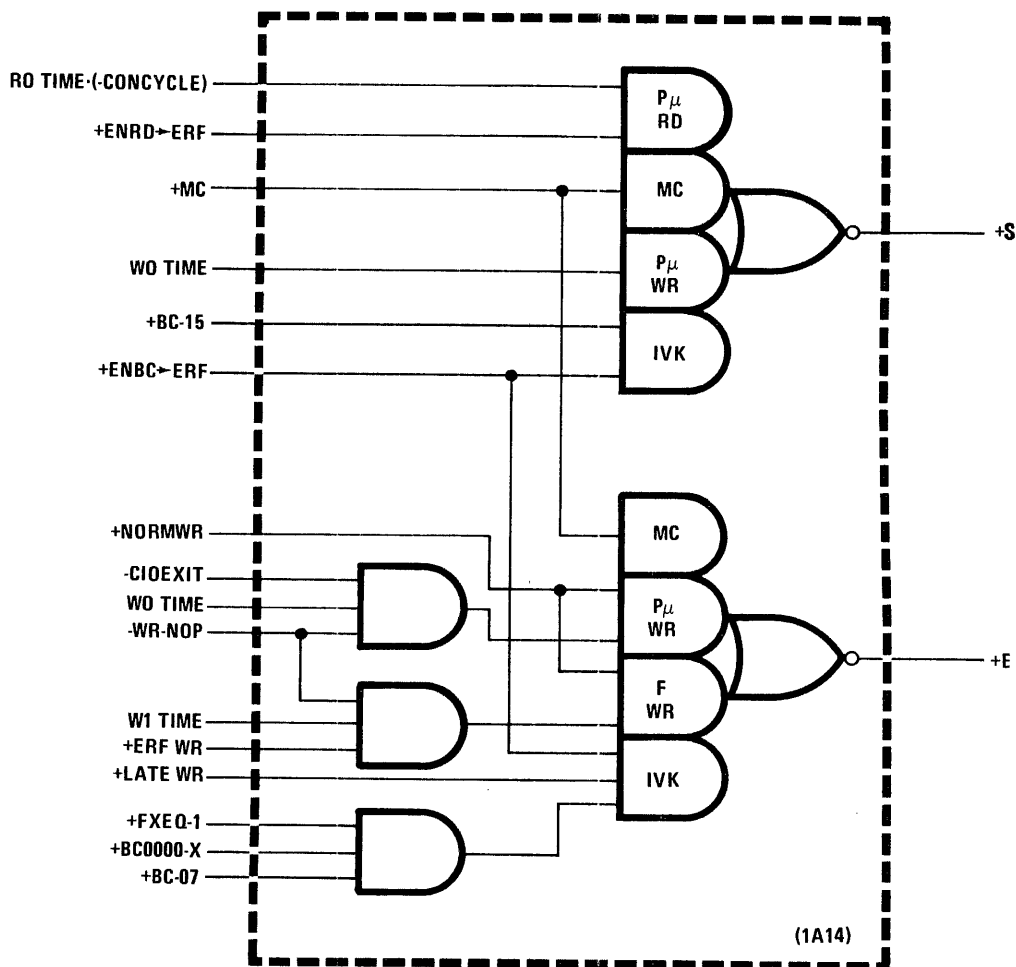 RO TIME·(-CONCYCLE)
+ENRD►ERF
+MC
WO TIME
+BC-15
+ENBC►ERF
Pμ
RD
MC
Pμ
WR
IVK
+S
+NORMWR
-CIOEXIT
WO TIME
-WR-NOP
W1 TIME
+ERF WR
+LATE WR
+FXEQ-1
+BC0000-X
+BC-07
MC
Pμ
WR
F
WR
IVK
+E
(1A14)